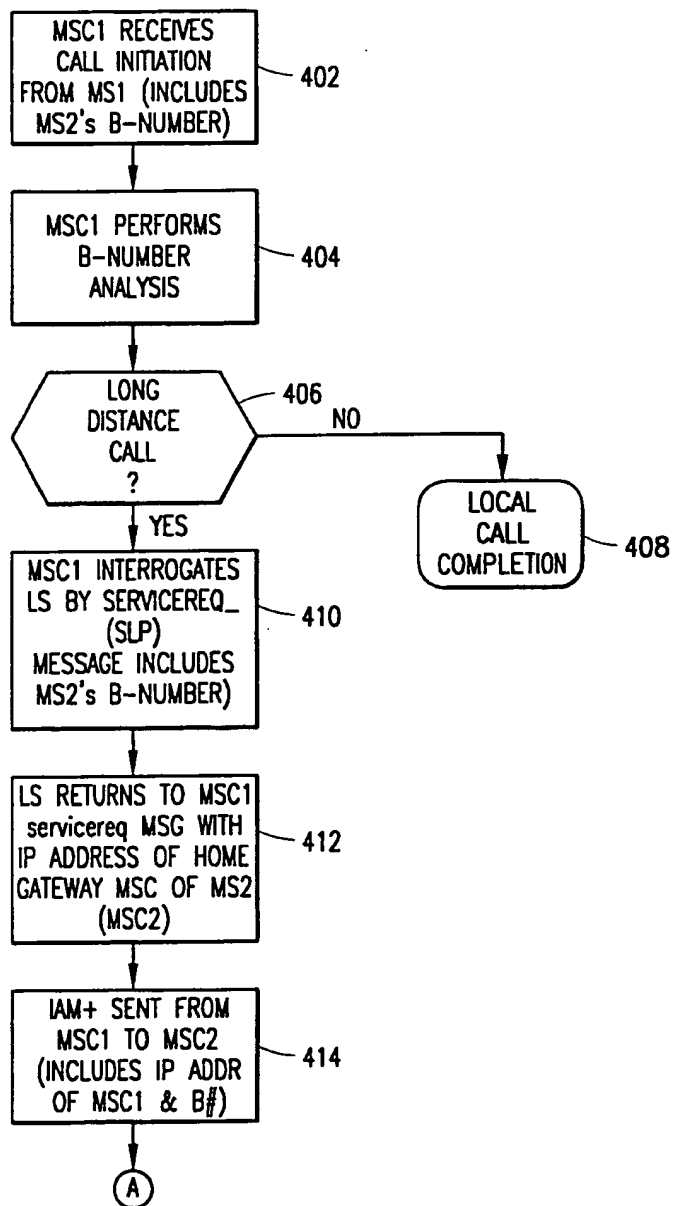 MSC1 RECEIVES
CALL INITIATION
FROM MS1 (INCLUDES
MS2's B-NUMBER)
402
MSC1 PERFORMS
B-NUMBER
ANALYSIS
404
LONG
DISTANCE
CALL
?
406
NO
LOCAL
CALL
COMPLETION
408
YES
MSC1 INTERROGATES
LS BY SERVICEREQ_
(SLP)
MESSAGE INCLUDES
MS2's B-NUMBER)
410
LS RETURNS TO MSC1
servicereq MSG WITH
IP ADDRESS OF HOME
GATEWAY MSC OF MS2
(MSC2)
412
IAM+ SENT FROM
MSC1 TO MSC2
(INCLUDES IP ADDR
OF MSC1 & B#)
414
A